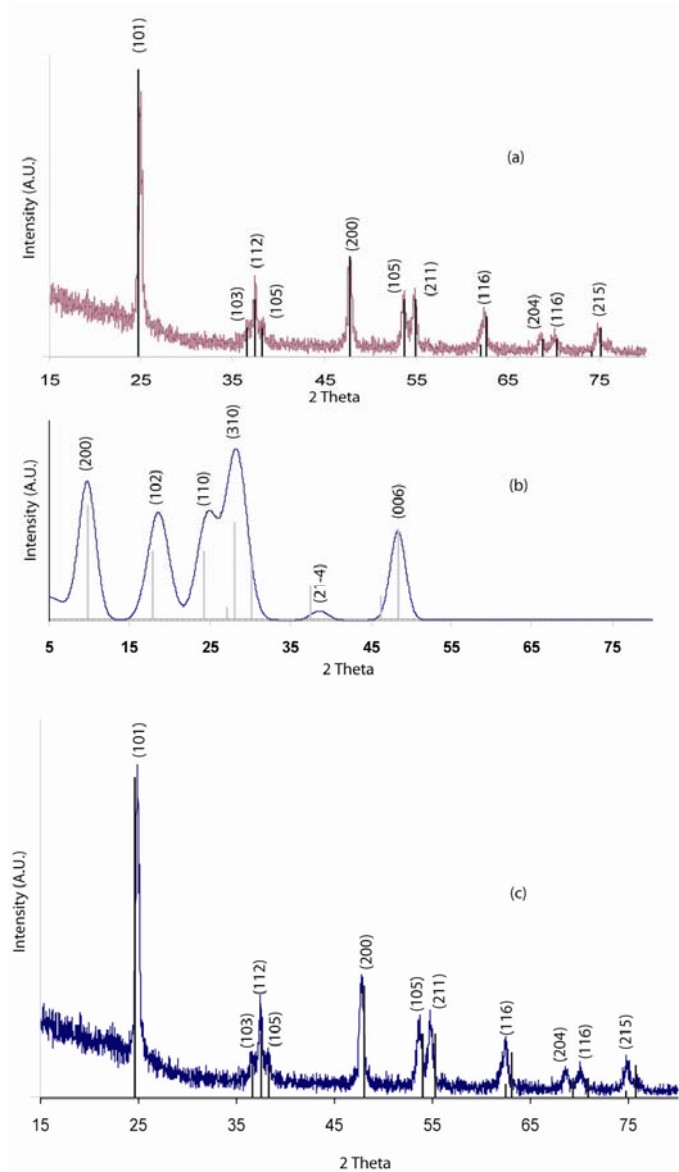 (101)
(a)
Intensity (A.U.)
(103)
(112)
(105)
(200)
(105)
(211)
(116)
(204)
(116)
(215)
15 25 35 45 55 65 75
2 Theta
(200)
(102)
(110)
(310)
(b)
Intensity (A.U.)
(21-4)
(006)
5 15 25 35 45 55 65 75
2 Theta
(101)
(c)
Intensity (A.U.)
(103)
(112)
(105)
(200)
(105)
(211)
(116)
(204)
(116)
(215)
15 25 35 45 55 65 75
2 Theta